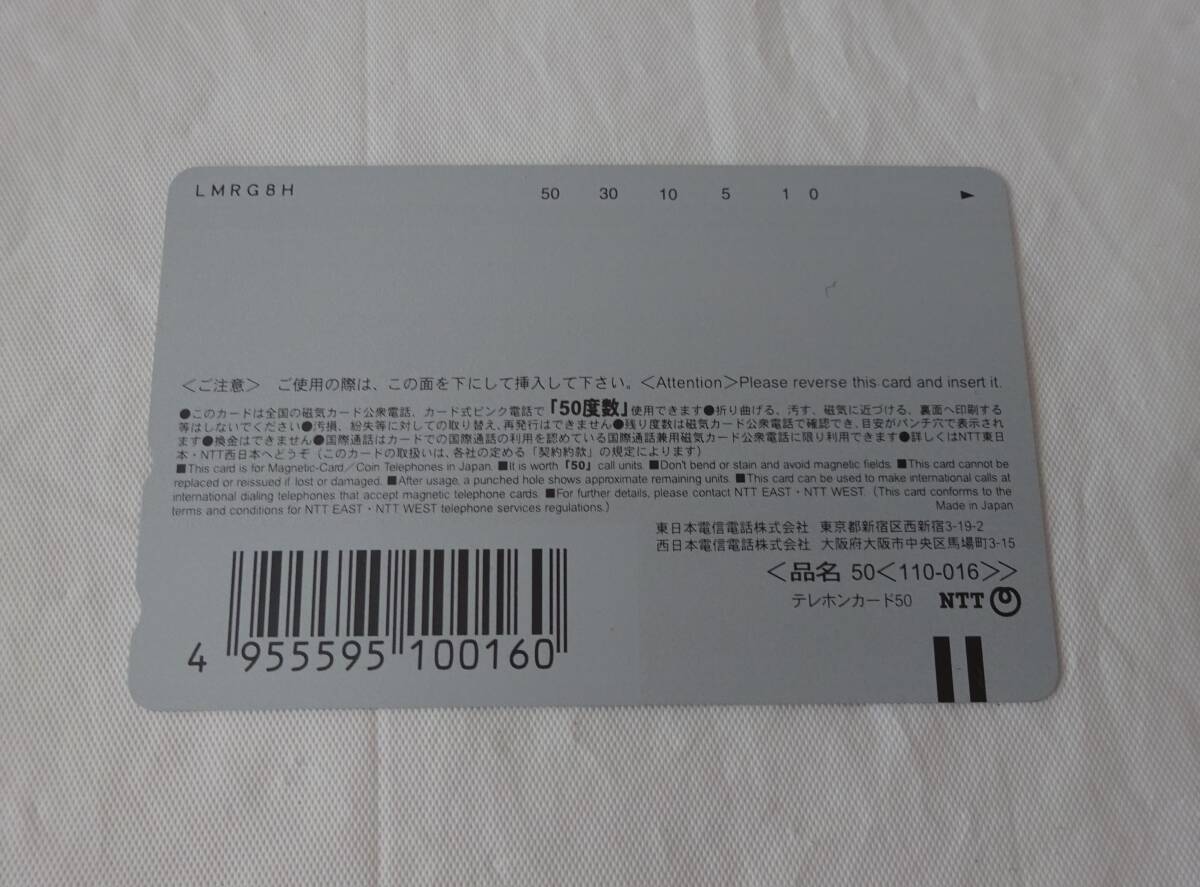 LMRG8H 50 30 10 5 1 0 ►
＜ご注意＞ ご使用の際は、この面を下にして挿入して下さい。＜Attention＞Please reverse this card and insert it.
●このカードは全国の磁気カード公衆電話、カード式ピンク電話で「50度数」使用できます●折り曲げる、汚す、磁気に近づける、裏面へ印刷する
等はしないでください●汚損、紛失等に対しての取り替え、再発行はできません●残り度数は磁気カード公衆電話で確認でき、目安がパンチ穴で表示され
ます●換金はできません●国際通話はカードでの国際通話の利用を認めている国際通話兼用磁気カード公衆電話に限り利用できます●詳しくはNTT東日
本・NTT西日本へどうぞ（このカードの取扱いは、各社の定める「契約約款」の規定によります）
■This card is for Magnetic-Card／Coin Telephones in Japan. ■It is worth「50」call units. ■Don't bend or stain and avoid magnetic fields. ■This card cannot be
replaced or reissued if lost or damaged. ■After usage, a punched hole shows approximate remaining units. ■This card can be used to make international calls at
international dialing telephones that accept magnetic telephone cards. ■For further details, please contact NTT EAST・NTT WEST. (This card conforms to the
terms and conditions for NTT EAST・NTT WEST telephone services regulations.) Made in Japan
東日本電信電話株式会社 東京都新宿区西新宿3-19-2
西日本電信電話株式会社 大阪府大阪市中央区馬場町3-15
＜品名 50＜110-016＞＞
テレホンカード50 NTT
4 955595 100160